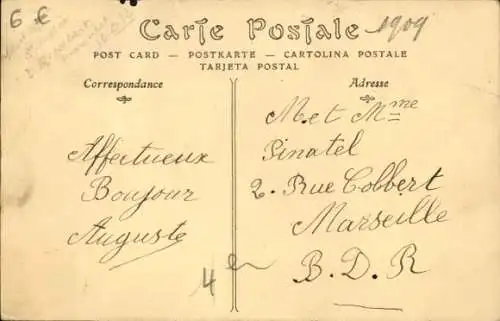 6 €
Carte Postale
1909
POST CARD — POSTKARTE — CARTOLINA POSTALE
TARJETA POSTAL
Correspondance
Adresse
Affectueux
Boujour
Auguste
M et Mme
Pinatel
2. Rue Colbert
Marseille
B. D. R
4